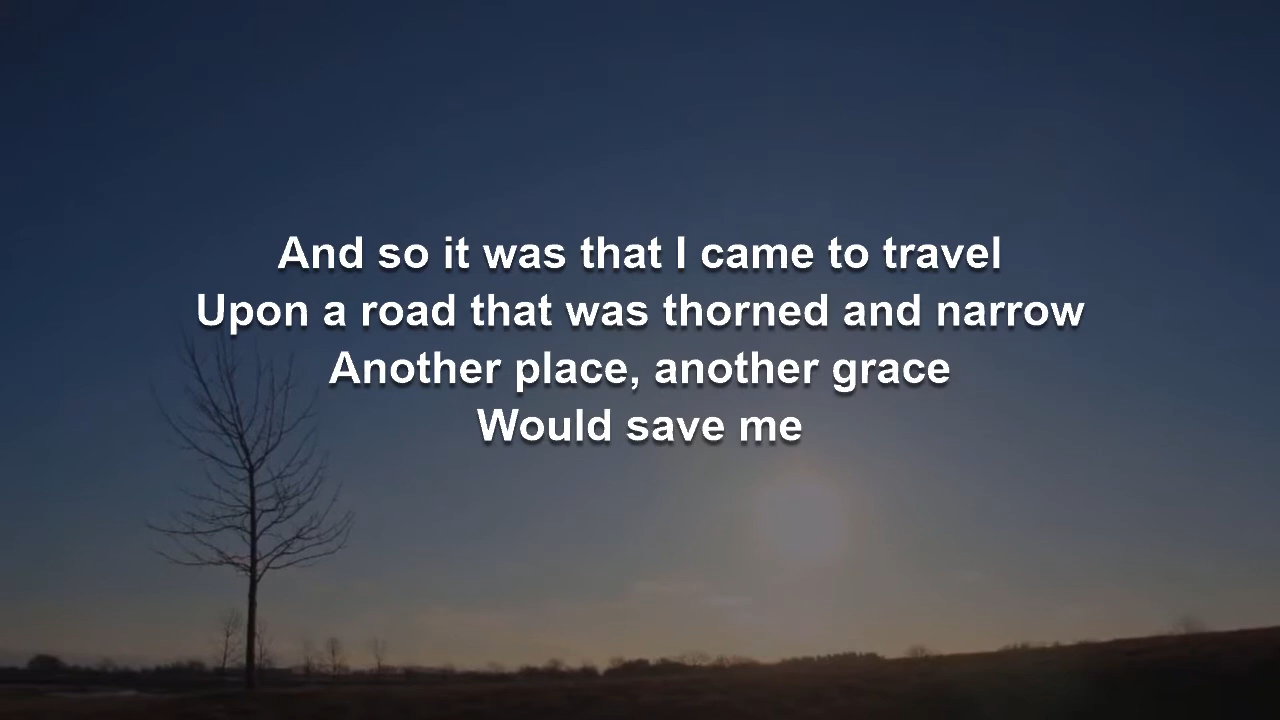 And so it was that I came to travel
Upon a road that was thorned and narrow
Another place, another grace
Would save me